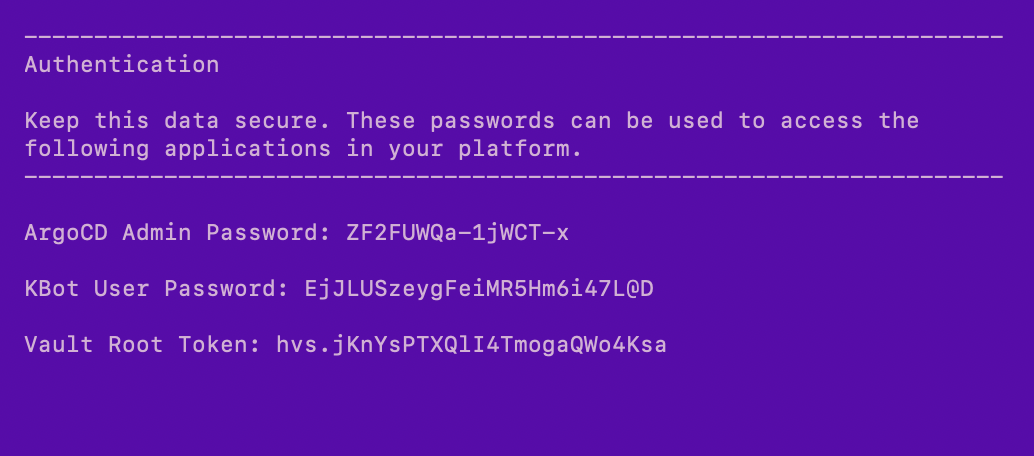 ----------------------------------------------------------------------
Authentication
Keep this data secure. These passwords can be used to access the
following applications in your platform.
----------------------------------------------------------------------
ArgoCD Admin Password: ZF2FUWQa-1jWCT-x
KBot User Password: EjJLUSzeygFeiMR5Hm6i47L@D
Vault Root Token: hvs.jKnYsPTXQlI4TmogaQWo4Ksa